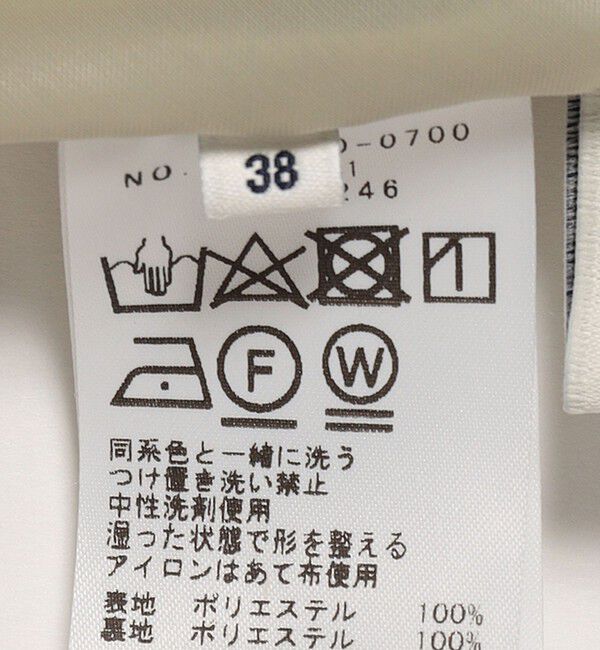 NO.
38
0-0700
1
246
F
W
同系色と一緒に洗う
つけ置き洗い禁止
中性洗剤使用
湿った状態で形を整える
アイロンはあて布使用
表地 ポリエステル 100%
裏地 ポリエステル 100%